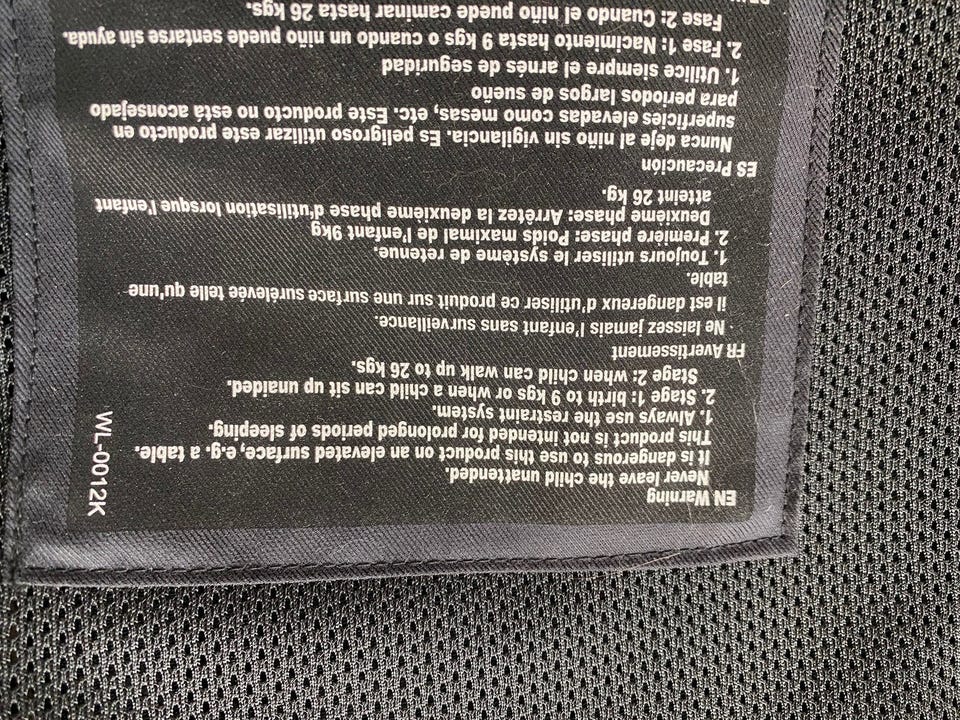 EN Warning
Never leave the child unattended.
It is dangerous to use this product on an elevated surface, e.g. a table.
This product is not intended for prolonged periods of sleeping.
1. Always use the restraint system.
2. Stage: 1: birth to 9 kgs or when a child can sit up unaided.
Stage: 2: when child can walk up to 26 kgs.
FR Avertissement
· Ne laissez jamais l'enfant sans surveillance.
il est dangereux d'utiliser ce produit sur une surface surélevée telle qu'une
table.
1. Toujours utiliser le système de retenue.
2. Première phase: Poids maximal de l'enfant 9kg
Deuxième phase: Arrêtez la deuxième phase d'utilisation lorsque l'enfant
atteint 26 kg.
ES Precaución
Nunca deje al niño sin vigilancia. Es peligroso utilizar este producto en
superficies elevadas como mesas, etc. Este producto no está aconsejado
para periodos largos de sueño
1. Utilice siempre el arnés de seguridad
2. Fase 1: Nacimiento hasta 9 kgs o cuando un niño puede sentarse sin ayuda.
Fase 2: Cuando el niño puede caminar hasta 26 kgs.
WL-0012K